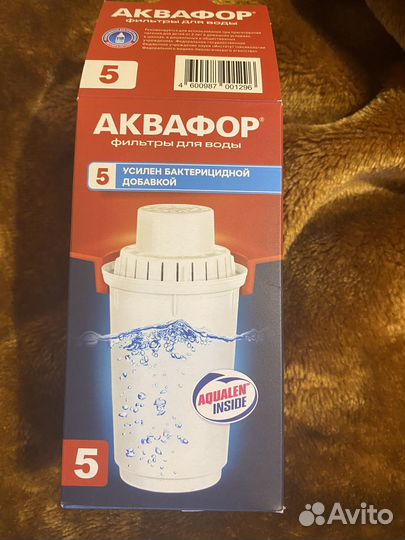 АКВАФОР®
фильтры для воды
5
4 600987 001296
АКВАФОР®
фильтры для воды
5 УСИЛЕН БАКТЕРИЦИДНОЙ
ДОБАВКОЙ
AQUALEN™
INSIDE
5
Avito